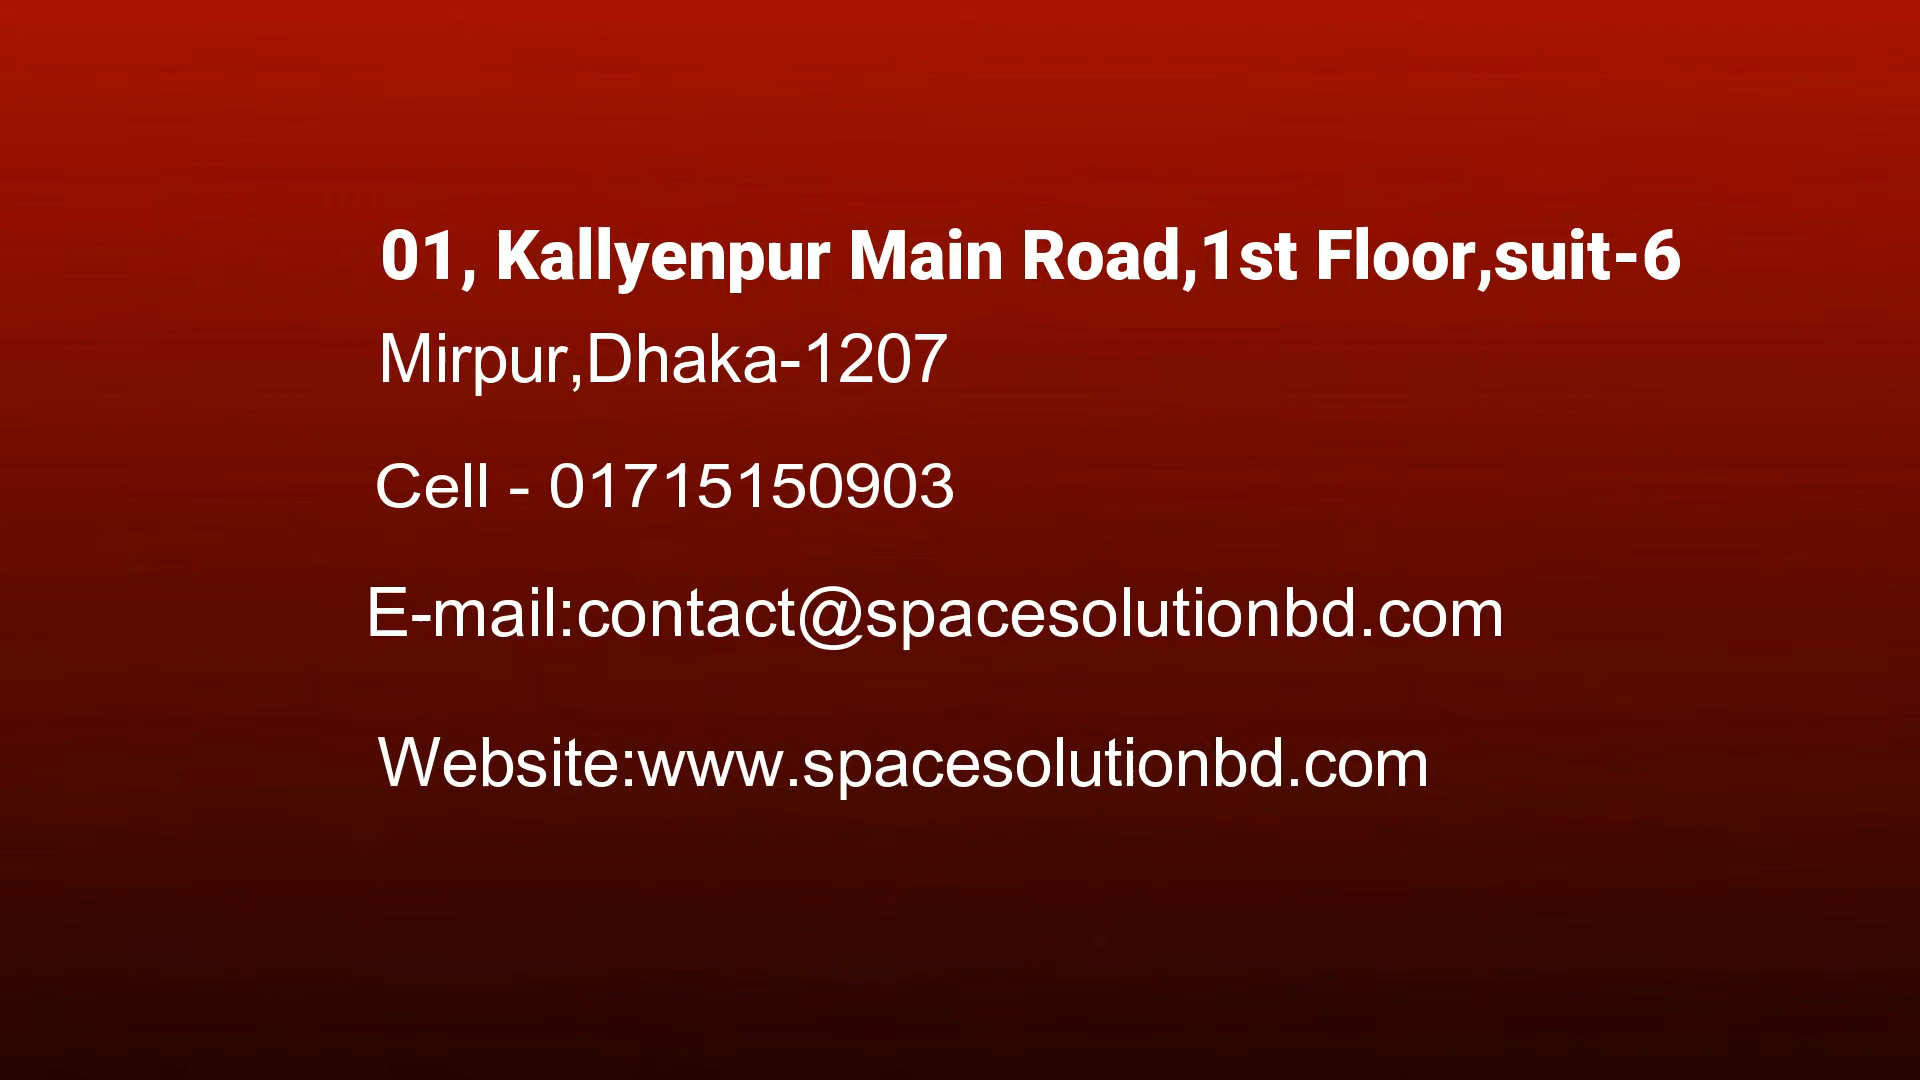 01, Kallyenpur Main Road,1st Floor,suit-6
Mirpur,Dhaka-1207
Cell - 01715150903
E-mail:contact@spacesolutionbd.com
Website:www.spacesolutionbd.com